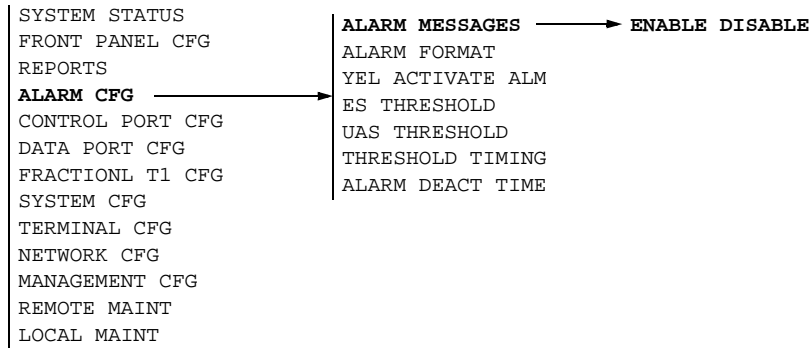 SYSTEM STATUS
FRONT PANEL CFG
REPORTS
ALARM CFG
CONTROL PORT CFG
DATA PORT CFG
FRACTIONL T1 CFG
SYSTEM CFG
TERMINAL CFG
NETWORK CFG
MANAGEMENT CFG
REMOTE MAINT
LOCAL MAINT
ALARM MESSAGES
ALARM FORMAT
YEL ACTIVATE ALM
ES THRESHOLD
UAS THRESHOLD
THRESHOLD TIMING
ALARM DEACT TIME
ENABLE DISABLE